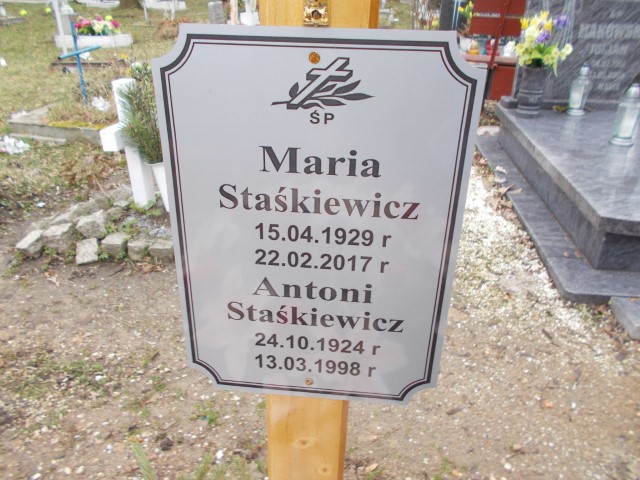 ŚP
Maria
Staśkiewicz
15.04.1929 r
22.02.2017 r
Antoni
Staśkiewicz
24.10.1924 r
13.03.1998 r